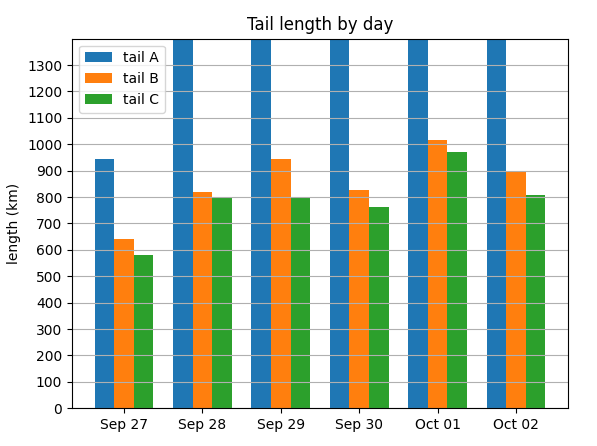 Tail length by day
tail A
tail B
tail C
length (km)
1300
1200
1100
1000
900
800
700
600
500
400
300
200
100
0
Sep 27 Sep 28 Sep 29 Sep 30 Oct 01 Oct 02